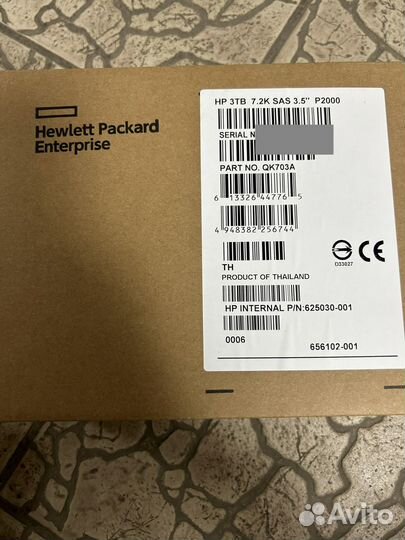 Hewlett Packard
Enterprise
HP 3TB 7.2K SAS 3.5" P2000
SERIAL N
PART NO. QK703A
6 13326 44776 5
4 948382 256744
TH
PRODUCT OF THAILAND
D33027
CE
HP INTERNAL P/N:625030-001
0006
656102-001
Avito